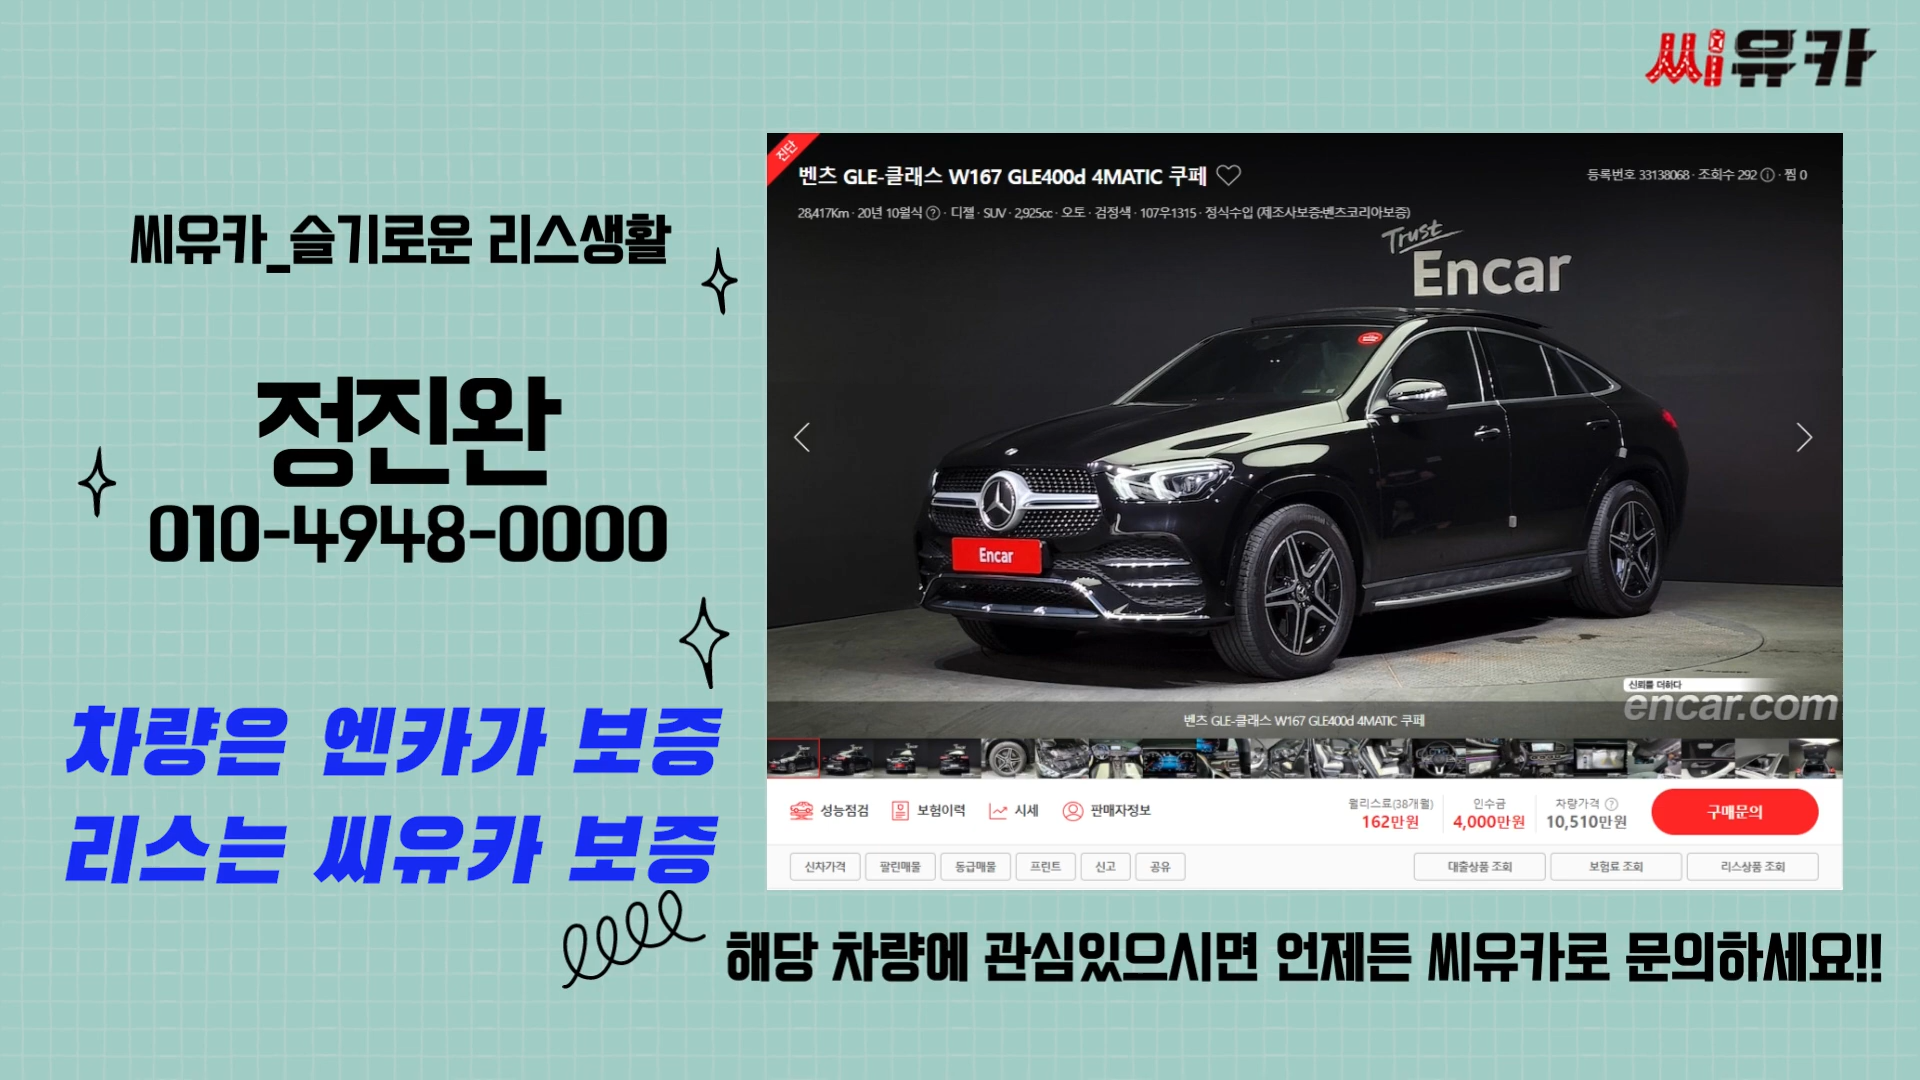 씨유카
씨유카_슬기로운 리스생활
정진완
010-4948-0000
차량은 엔카가 보증
리스는 씨유카 보증
진단
벤츠 GLE-클래스 W167 GLE400d 4MATIC 쿠페
등록번호 33138068 · 조회수 292 · 찜 0
28,417Km · 20년 10월식 · 디젤 · SUV · 2,925cc · 오토 · 검정색 · 107우1315 · 정식수입 (제조사보증:벤츠코리아보증)
Trust
Encar
Encar
신뢰를 더하다
encar.com
벤츠 GLE-클래스 W167 GLE400d 4MATIC 쿠페
성능점검 보험이력 시세 판매자정보
월리스료(38개월) 인수금 차량가격
162만원 4,000만원 10,510만원
구매문의
신차가격 팔린매물 동급매물 프린트 신고 공유 대출상품 조회 보험료 조회 리스상품 조회
해당 차량에 관심있으시면 언제든 씨유카로 문의하세요!!